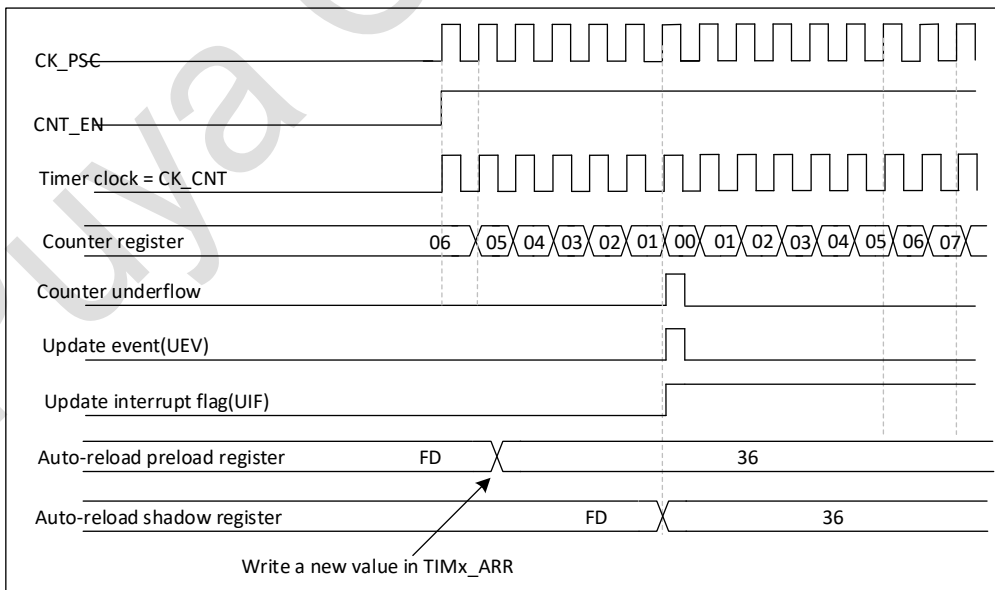 CK_PSC
CNT_EN
Timer clock = CK_CNT
Counter register 06 05 04 03 02 01 00 01 02 03 04 05 06 07
Counter underflow
Update event(UEV)
Update interrupt flag(UIF)
Auto-reload preload register FD 36
Auto-reload shadow register FD 36
Write a new value in TIMx_ARR